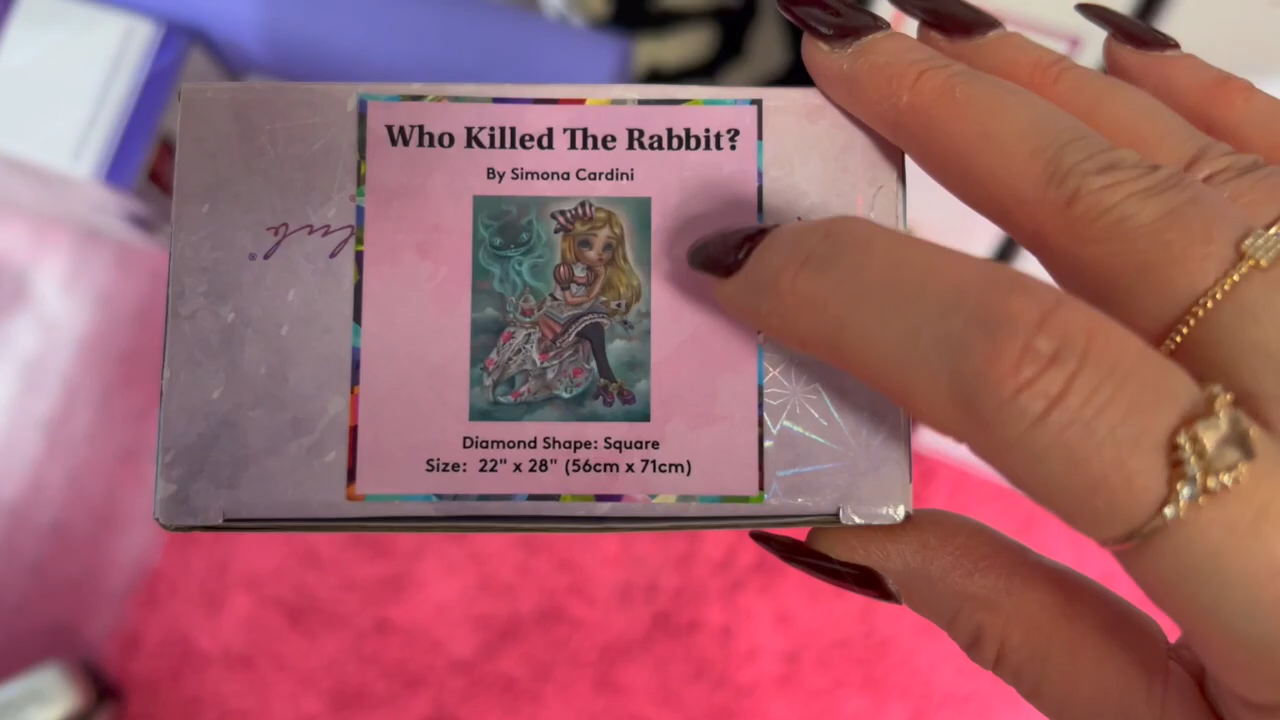 Who Killed The Rabbit?
By Simona Cardini
Diamond Shape: Square
Size: 22" x 28" (56cm x 71cm)